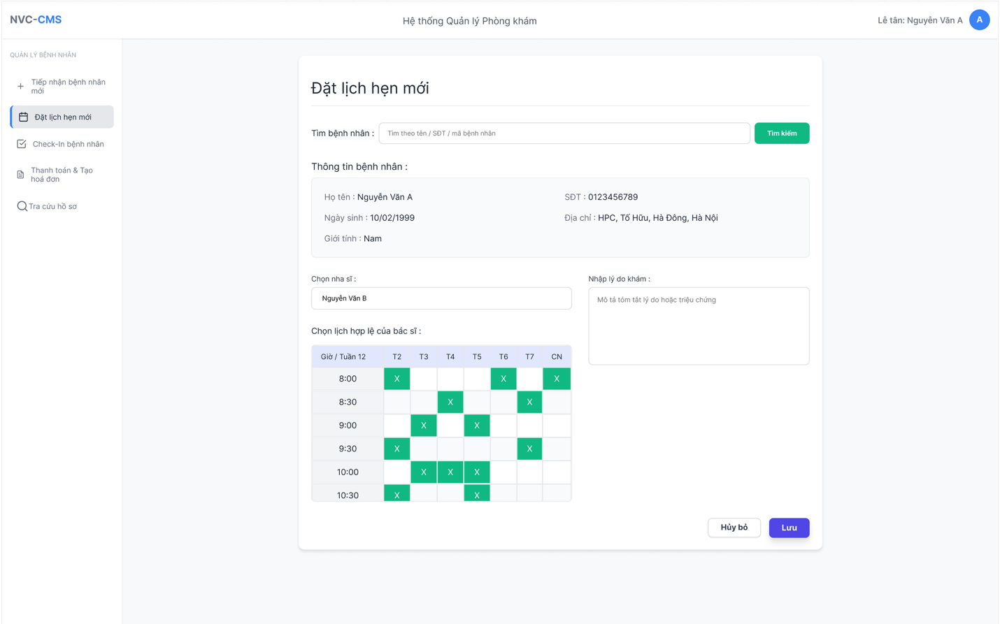 NVC-CMS
Hệ thống Quản lý Phòng khám
Lễ tân: Nguyễn Văn A
A
QUẢN LÝ BỆNH NHÂN
Tiếp nhận bệnh nhân
mới
Đặt lịch hẹn mới
Check-In bệnh nhân
Thanh toán & Tạo
hoá đơn
Tra cứu hồ sơ
Đặt lịch hẹn mới
Tìm bệnh nhân :
Tìm theo tên / SĐT / mã bệnh nhân
Tìm kiếm
Thông tin bệnh nhân :
Họ tên : Nguyễn Văn A
SĐT : 0123456789
Ngày sinh : 10/02/1999
Địa chỉ : HPC, Tố Hữu, Hà Đông, Hà Nội
Giới tính : Nam
Chọn nha sĩ :
Nguyễn Văn B
Nhập lý do khám :
Mô tả tóm tắt lý do hoặc triệu chứng
Chọn lịch hợp lệ của bác sĩ :
Giờ / Tuần 12 T2 T3 T4 T5 T6 T7 CN
8:00 X X X
8:30 X X
9:00 X X
9:30 X X
10:00 X X X
10:30 X X
Hủy bỏ
Lưu